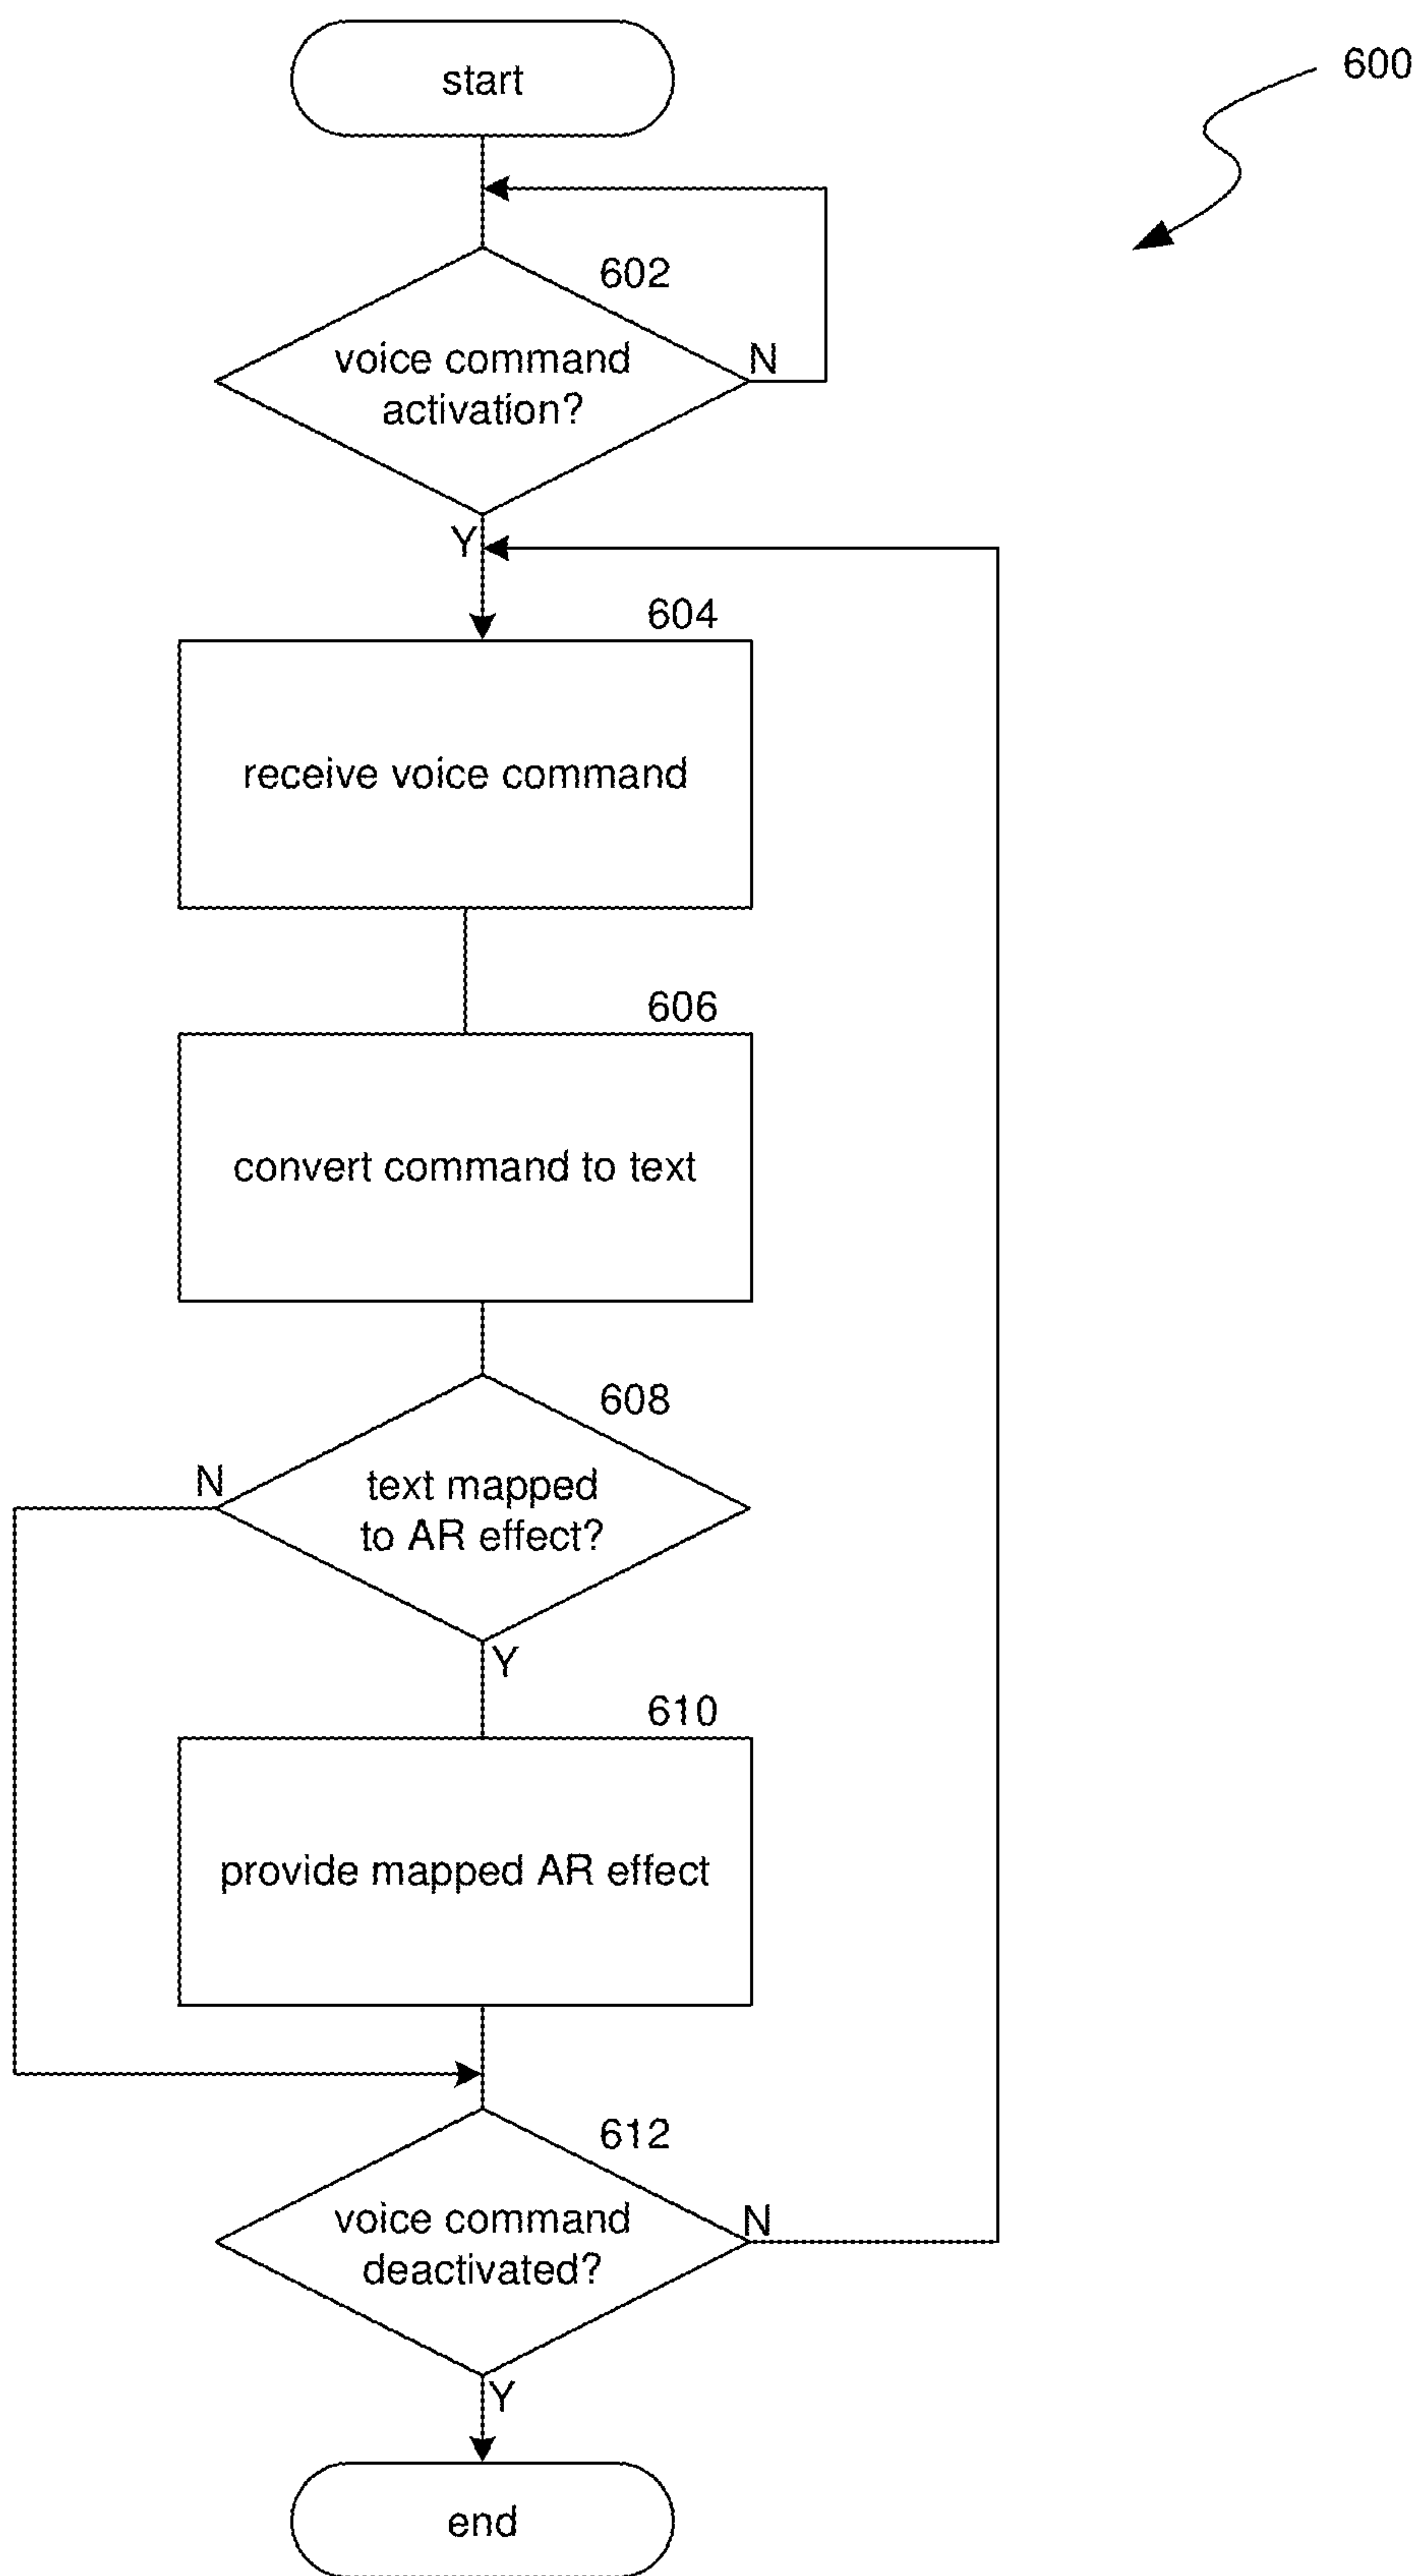 start
600
602
voice command
activation?
N
Y
604
receive voice command
606
convert command to text
608
N
text mapped
to AR effect?
Y
610
provide mapped AR effect
612
voice command
deactivated?
N
Y
end